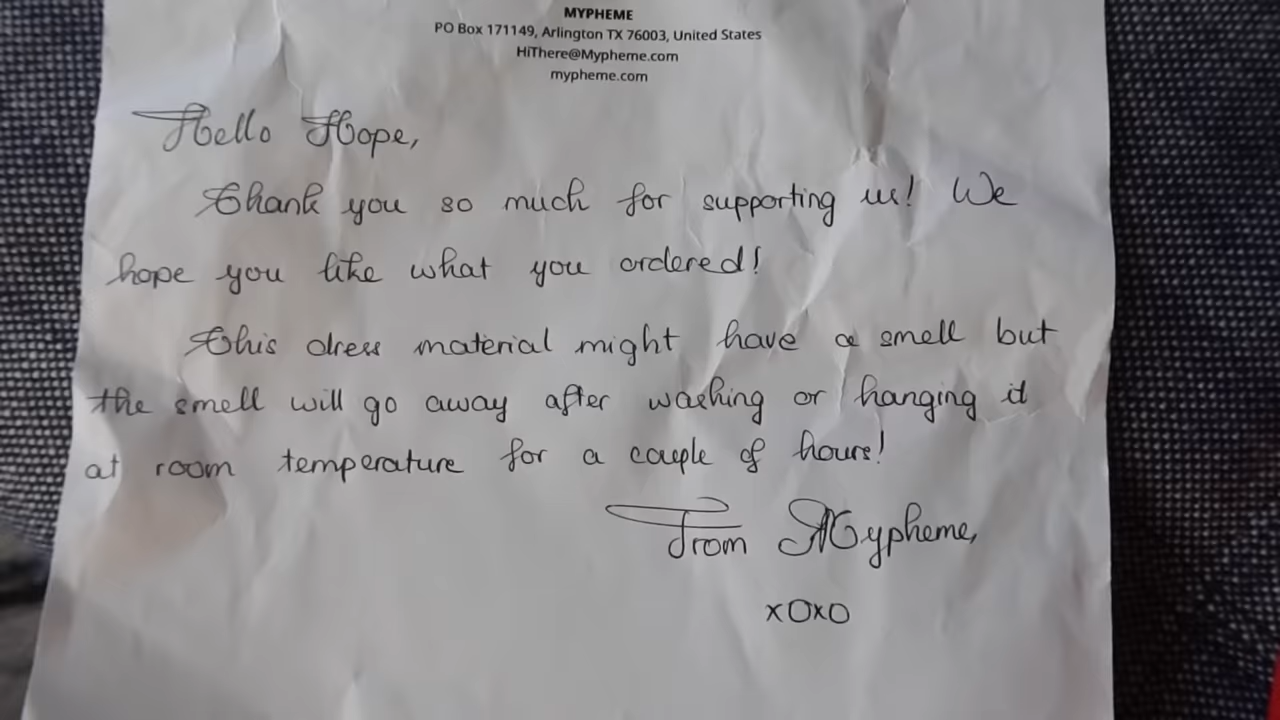 MYPHEME
PO Box 171149, Arlington TX 76003, United States
HiThere@Mypheme.com
mypheme.com
Hello Hope,
Thank you so much for supporting us! We
hope you like what you ordered!
This dress material might have a smell but
the smell will go away after washing or hanging it
at room temperature for a couple of hours!
From Mypheme,
xOxO